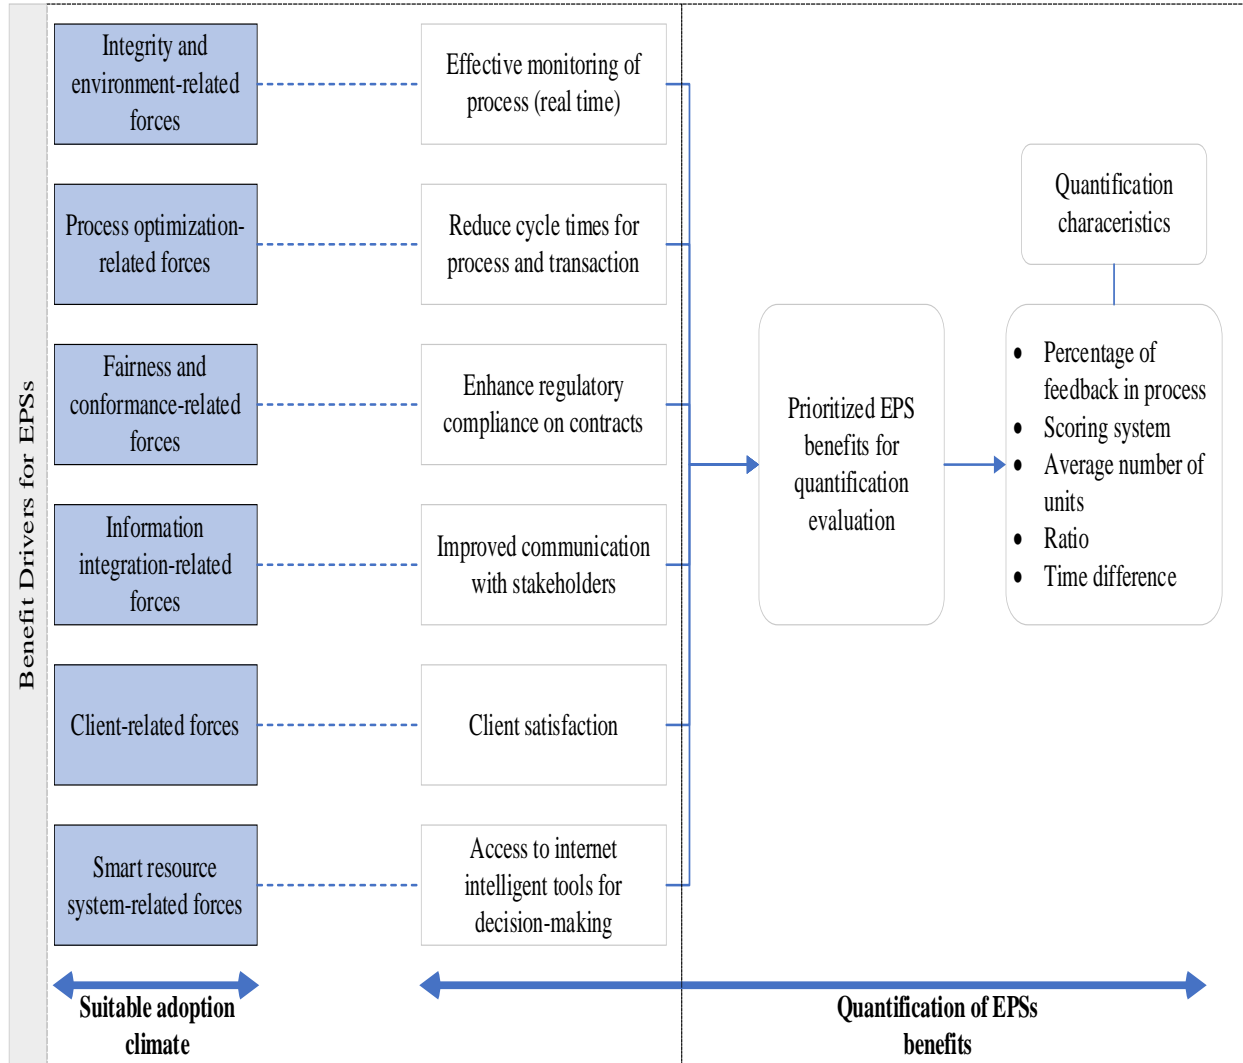 Benefit Drivers for EPSs
Integrity and
environment-related
forces
Effective monitoring of
process (real time)
Process optimization-
related forces
Reduce cycle times for
process and transaction
Fairness and
conformance-related
forces
Enhance regulatory
compliance on contracts
Information
integration-related
forces
Improved communication
with stakeholders
Client-related forces
Client satisfaction
Smart resource
system-related forces
Access to internet
intelligent tools for
decision-making
Prioritized EPS
benefits for
quantification
evaluation
Quantification
characeristics
• Percentage of
feedback in process
• Scoring system
• Average number of
units
• Ratio
• Time difference
Suitable adoption
climate
Quantification of EPSs
benefits